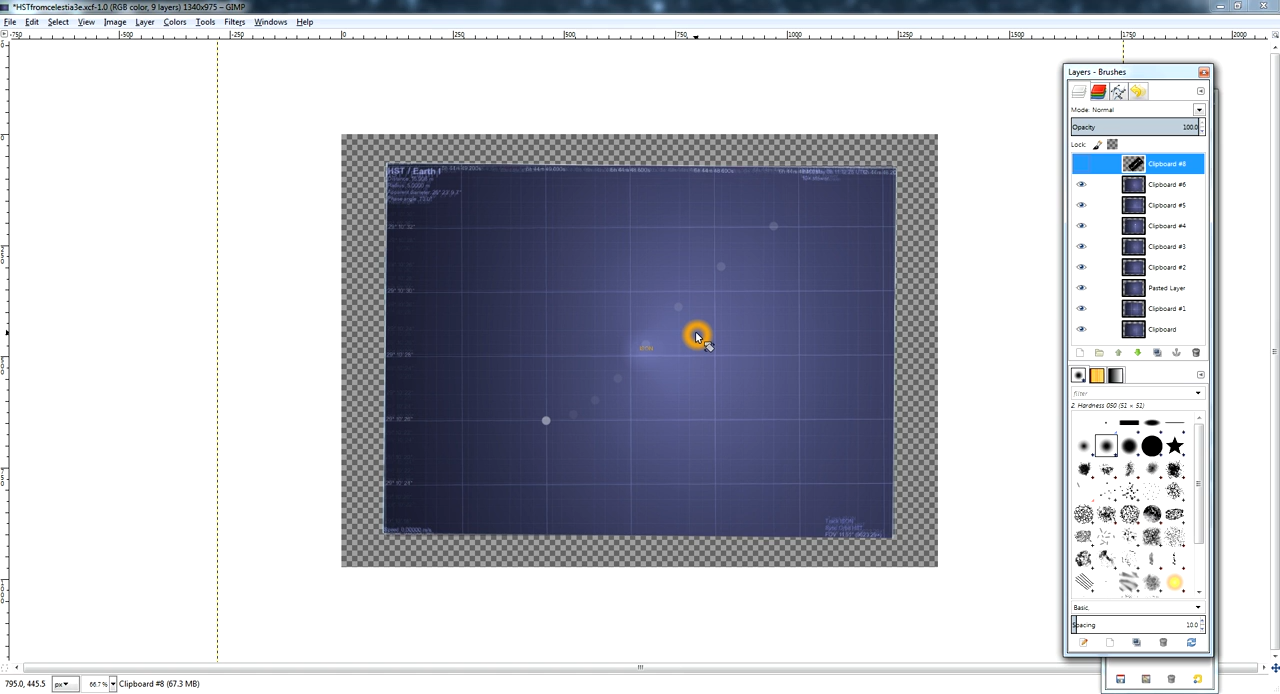 *HSTfromcelestia3e.xcf-1.0 (RGB color, 9 layers) 1340x975 – GIMP
File Edit Select View Image Layer Colors Tools Filters Windows Help
-750 -500 -250 0 250 500 750 1000 1250 1500 1750 2000
Layers - Brushes
Mode: Normal
Opacity 100.0
Lock:
Clipboard #8
Clipboard #6
Clipboard #5
Clipboard #4
Clipboard #3
Clipboard #2
Pasted Layer
Clipboard #1
Clipboard
filter
2. Hardness 050 (51 × 51)
Basic,
Spacing 10.0
HST / Earth
795.0, 445.5 px 66.7 % Clipboard #8 (67.3 MB)